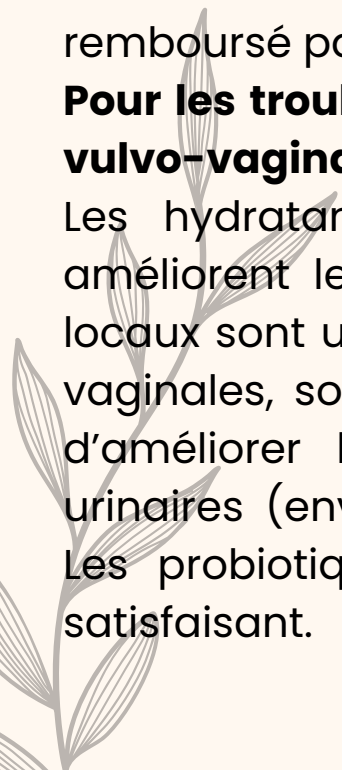 remboursé pa
Pour les troul
vulvo-vagina
Les hydratan
améliorent le
locaux sont u
vaginales, so
d’améliorer l
urinaires (env
Les probiotiq
satisfaisant.